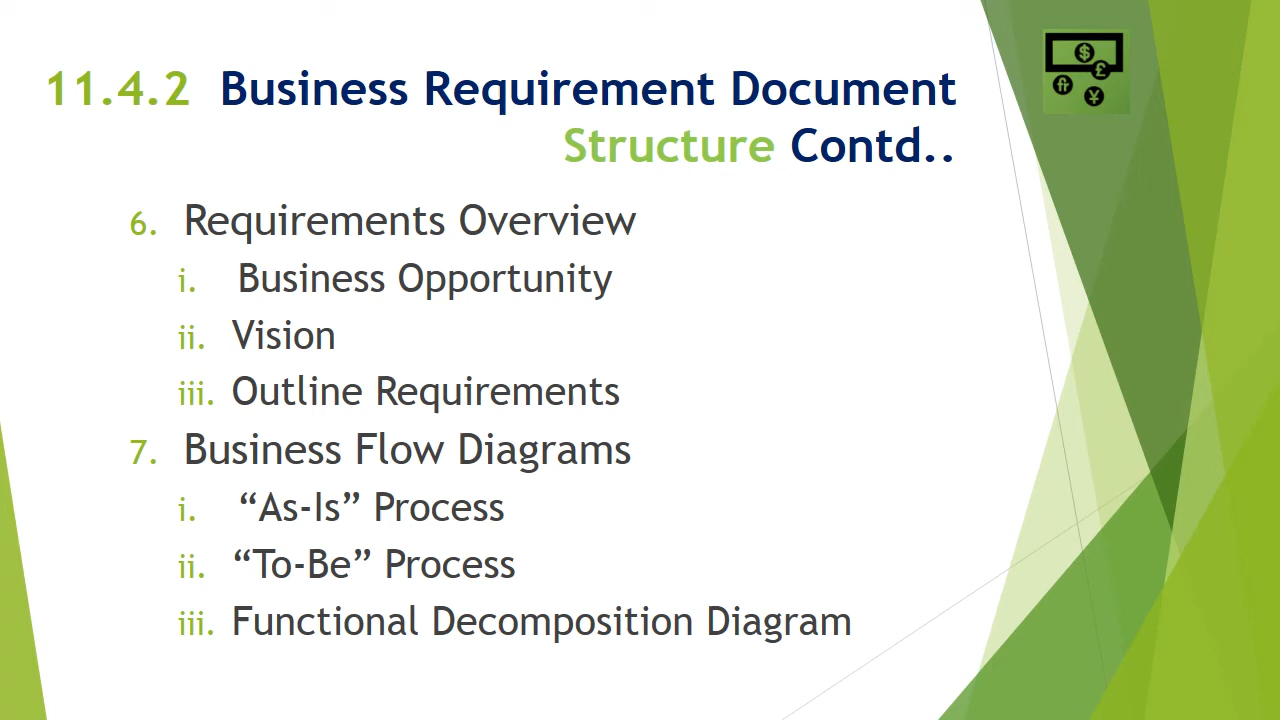 11.4.2 Business Requirement Document
Structure Contd..
6. Requirements Overview
i. Business Opportunity
ii. Vision
iii. Outline Requirements
7. Business Flow Diagrams
i. “As-Is” Process
ii. “To-Be” Process
iii. Functional Decomposition Diagram